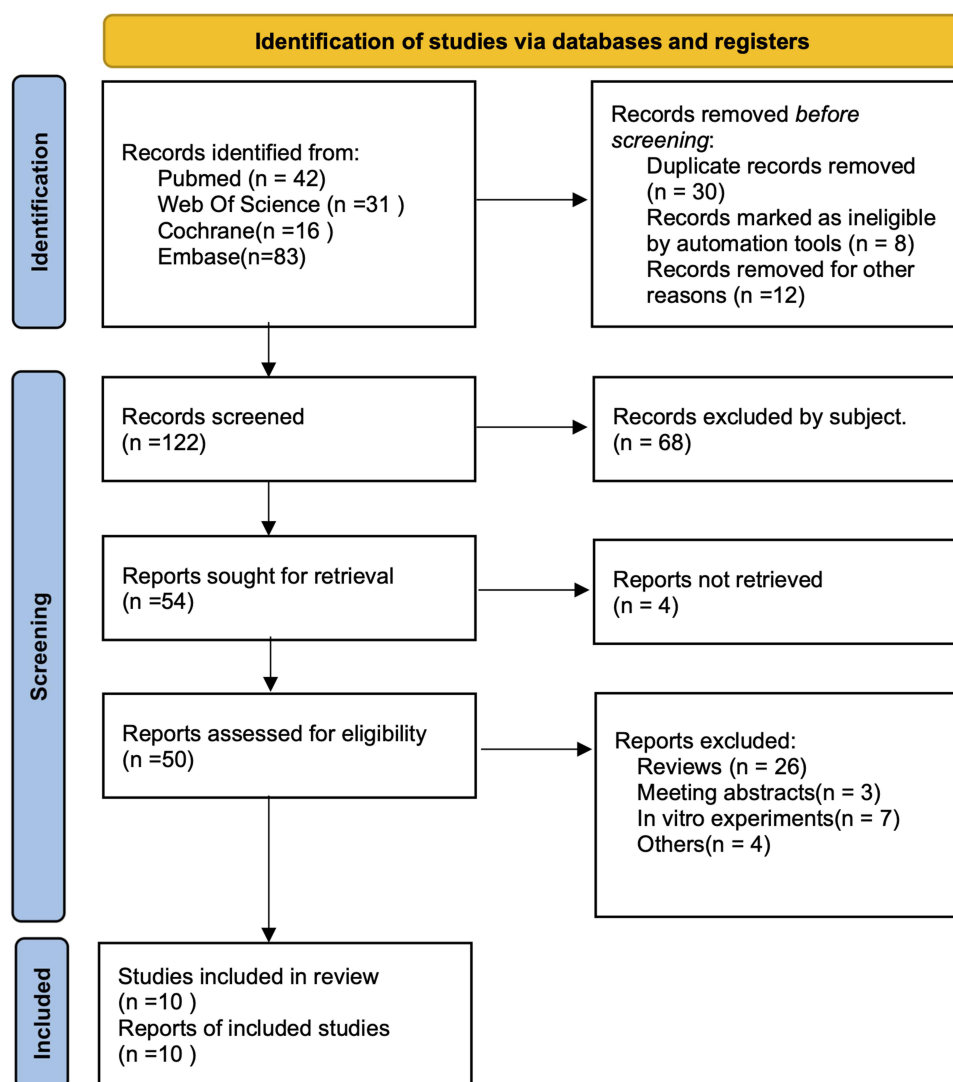 Identification of studies via databases and registers
Identification
Records identified from:
Pubmed (n = 42)
Web Of Science (n =31 )
Cochrane(n =16 )
Embase(n=83)
Records removed before
screening:
Duplicate records removed
(n = 30)
Records marked as ineligible
by automation tools (n = 8)
Records removed for other
reasons (n =12)
Screening
Records screened
(n =122)
Records excluded by subject.
(n = 68)
Reports sought for retrieval
(n =54)
Reports not retrieved
(n = 4)
Reports assessed for eligibility
(n =50)
Reports excluded:
Reviews (n = 26)
Meeting abstracts(n = 3)
In vitro experiments(n = 7)
Others(n = 4)
Included
Studies included in review
(n =10 )
Reports of included studies
(n =10 )